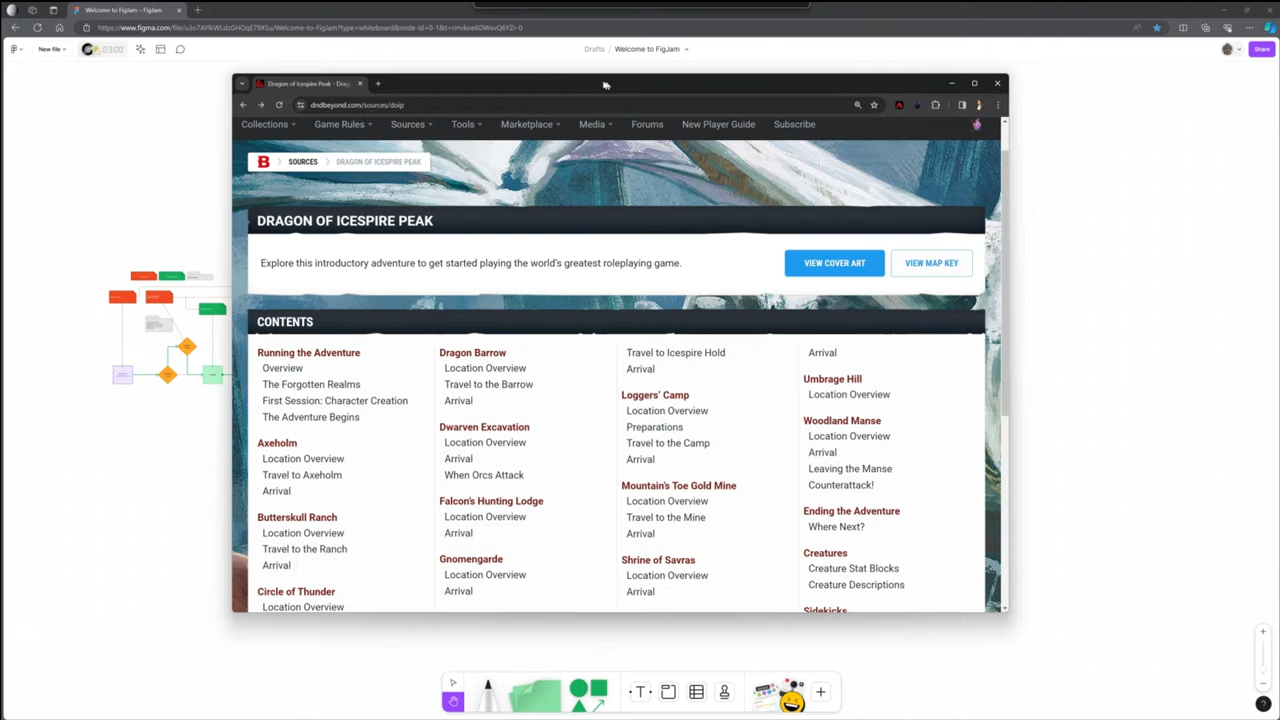 Welcome to FigJam – FigJam
New file
03:00
Drafts / Welcome to FigJam
Share
Dragon of Icespire Peak - Drag
dndbeyond.com/sources/doip
Collections
Game Rules
Sources
Tools
Marketplace
Media
Forums
New Player Guide
Subscribe
B
SOURCES
DRAGON OF ICESPIRE PEAK
DRAGON OF ICESPIRE PEAK
Explore this introductory adventure to get started playing the world's greatest roleplaying game.
VIEW COVER ART
VIEW MAP KEY
CONTENTS
Running the Adventure
Overview
The Forgotten Realms
First Session: Character Creation
The Adventure Begins
Axeholm
Location Overview
Travel to Axeholm
Arrival
Butterskull Ranch
Location Overview
Travel to the Ranch
Arrival
Circle of Thunder
Location Overview
Dragon Barrow
Location Overview
Travel to the Barrow
Arrival
Dwarven Excavation
Location Overview
Arrival
When Orcs Attack
Falcon's Hunting Lodge
Location Overview
Arrival
Gnomengarde
Location Overview
Arrival
Travel to Icespire Hold
Arrival
Loggers' Camp
Location Overview
Preparations
Travel to the Camp
Arrival
Mountain's Toe Gold Mine
Location Overview
Travel to the Mine
Arrival
Shrine of Savras
Location Overview
Arrival
Arrival
Umbrage Hill
Location Overview
Woodland Manse
Location Overview
Arrival
Leaving the Manse
Counterattack!
Ending the Adventure
Where Next?
Creatures
Creature Stat Blocks
Creature Descriptions
Sidekicks
T